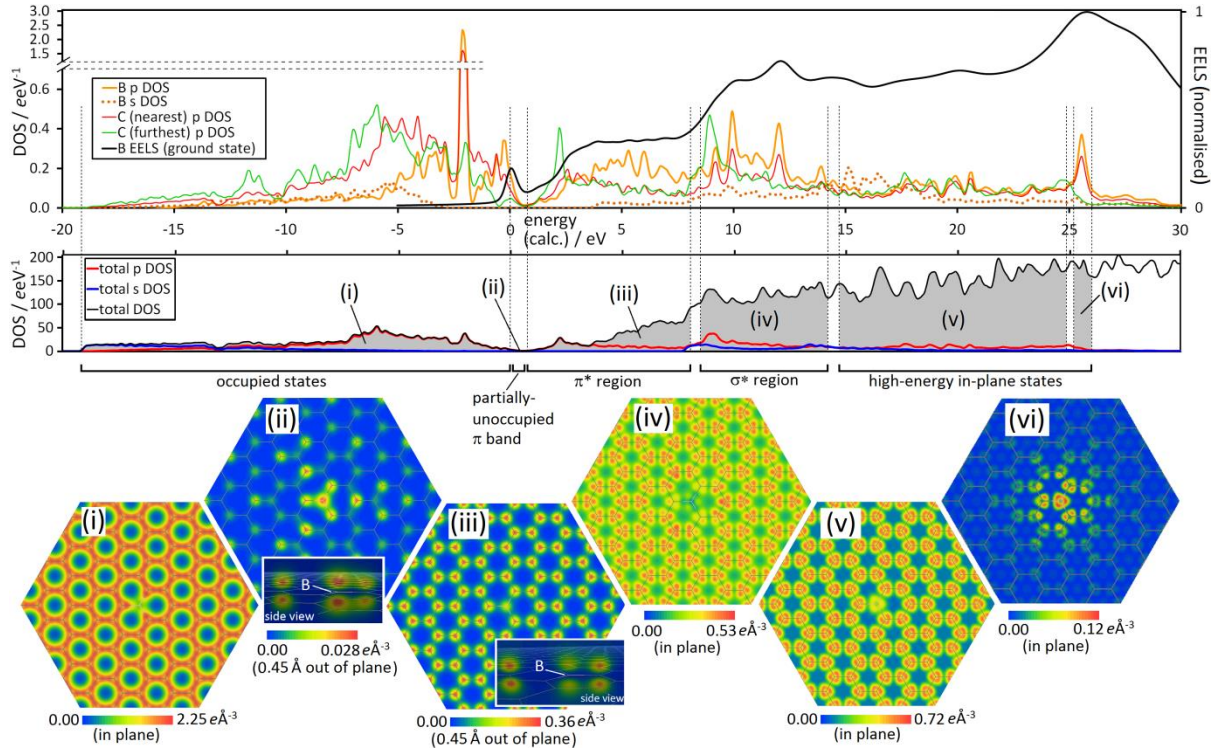 3.0
2.5
2.0
1.5
0.6
0.4
0.2
0.0
DOS / eeV⁻¹
B p DOS
B s DOS
C (nearest) p DOS
C (furthest) p DOS
B EELS (ground state)
1
0
EELS (normalised)
-20 -15 -10 -5 0 5 10 15 20 25 30
energy
(calc.) / eV
200
150
100
50
0
DOS / eeV⁻¹
total p DOS
total s DOS
total DOS
(i)
(ii)
(iii)
(iv)
(v)
(vi)
occupied states
partially-
unoccupied
π band
π* region
σ* region
high-energy in-plane states
(i)
0.00 2.25 eÅ⁻³
(in plane)
(ii)
B
side view
0.00 0.028 eÅ⁻³
(0.45 Å out of plane)
(iii)
B
side view
0.00 0.36 eÅ⁻³
(0.45 Å out of plane)
(iv)
0.00 0.53 eÅ⁻³
(in plane)
(v)
0.00 0.72 eÅ⁻³
(in plane)
(vi)
0.00 0.12 eÅ⁻³
(in plane)